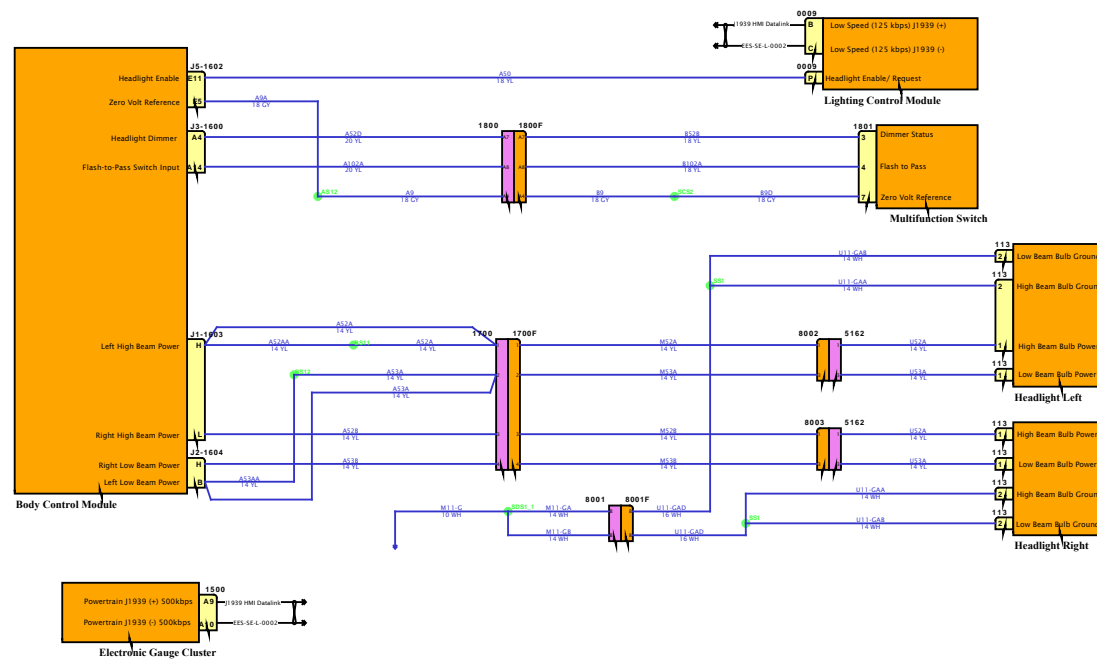 0009
J1939 HMI Datalink
B
Low Speed (125 kbps) J1939 (+)
EES-SE-L-0002
C
Low Speed (125 kbps) J1939 (-)
J5-1602
0009
Headlight Enable
E11
A50
18 YL
P
Headlight Enable/ Request
Lighting Control Module
Zero Volt Reference
E5
A9A
18 GY
J3-1600
1800
1800F
1801
Headlight Dimmer
A4
A52D
20 YL
A7
A7
B52B
18 YL
3
Dimmer Status
Flash-to-Pass Switch Input
A14
A102A
20 YL
A8
A8
B102A
18 YL
4
Flash to Pass
AS12
A9
18 GY
B9
18 GY
SCS2
B9D
18 GY
7
Zero Volt Reference
Multifunction Switch
113
U11-GAB
14 WH
2
Low Beam Bulb Groun
113
SS1
U11-GAA
14 WH
2
High Beam Bulb Groun
J1-1603
A52A
14 YL
1700
1700F
8002
5162
Left High Beam Power
H
A52AA
14 YL
A52A
14 YL
M52A
14 YL
U52A
14 YL
1
High Beam Bulb Power
113
A53A
14 YL
M53A
14 YL
U53A
14 YL
1
Low Beam Bulb Power
Headlight Left
A53A
14 YL
8003
5162
113
Right High Beam Power
L
A52B
14 YL
M52B
14 YL
U52A
14 YL
1
High Beam Bulb Power
J2-1604
113
Right Low Beam Power
H
A53B
14 YL
M53B
14 YL
U53A
14 YL
1
Low Beam Bulb Power
Left Low Beam Power
B
A53AA
14 YL
113
U11-GAA
14 WH
2
High Beam Bulb Ground
Body Control Module
8001
8001F
M11-G
10 WH
SDS1_1
M11-GA
14 WH
U11-GAD
16 WH
113
SS1
U11-GAB
14 WH
2
Low Beam Bulb Groun
M11-GB
14 WH
U11-GAD
16 WH
Headlight Right
1500
Powertrain J1939 (+) 500kbps
A9
J1939 HMI Datalink
Powertrain J1939 (-) 500kbps
A10
EES-SE-L-0002
Electronic Gauge Cluster